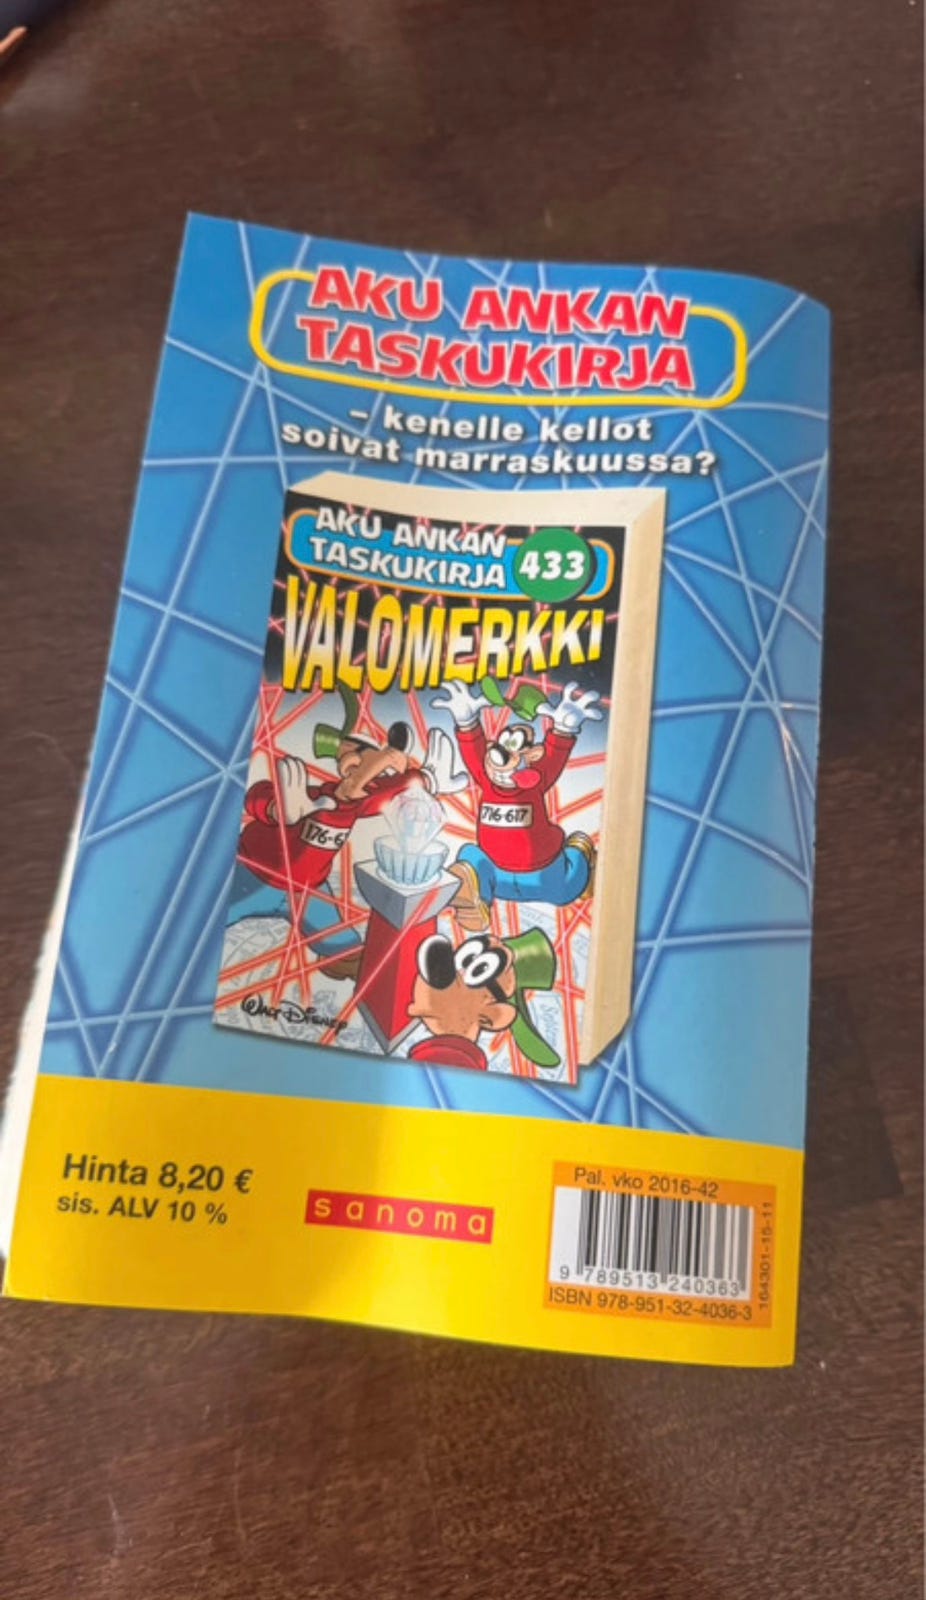 AKU ANKAN
TASKUKIRJA
– kenelle kellot
soivat marraskuussa?
AKU ANKAN
TASKUKIRJA 433
VALOMERKKI
716-617
176-6
WALT DISNEY
Hinta 8,20 €
sis. ALV 10 %
sanoma
Pal. vko 2016-42
9 789513 240363
ISBN 978-951-32-4036-3
164301-15-11